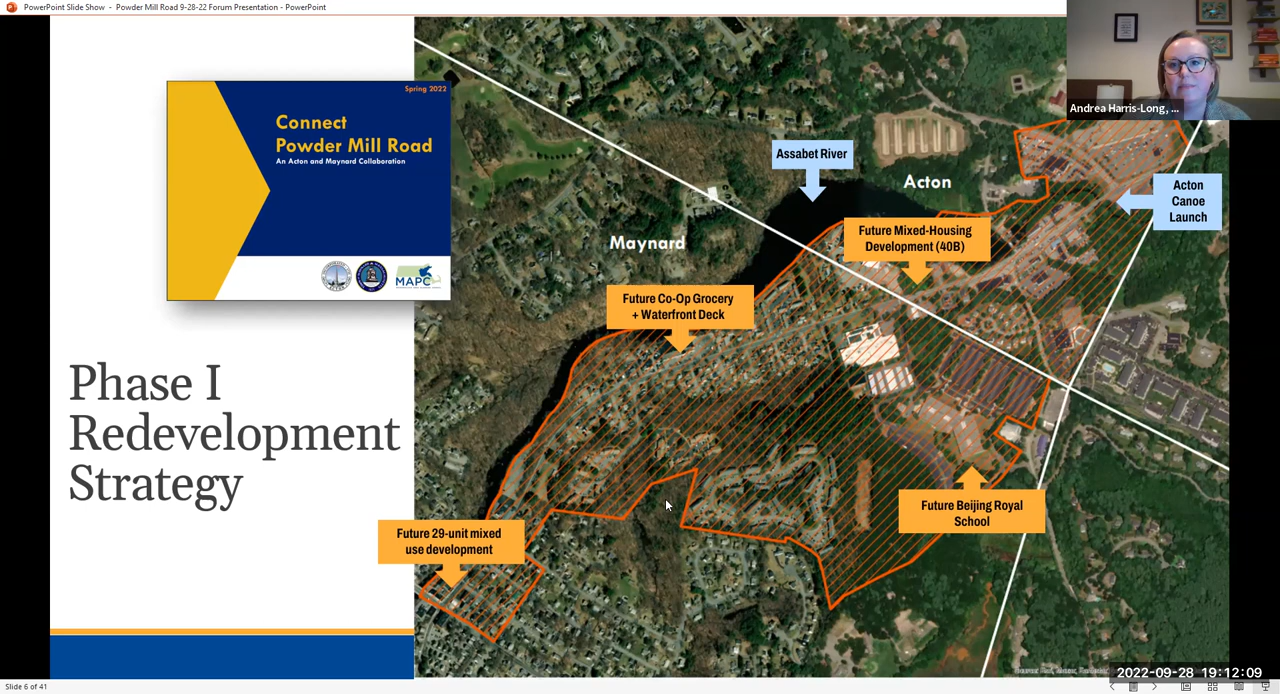 PowerPoint Slide Show - Powder Mill Road 9-28-22 Forum Presentation - PowerPoint
Andrea Harris-Long, ...
Spring 2022
Connect
Powder Mill Road
An Acton and Maynard Collaboration
MAPC
Phase I
Redevelopment
Strategy
Assabet River
Acton
Acton
Canoe
Launch
Maynard
Future Mixed-Housing
Development (40B)
Future Co-Op Grocery
+ Waterfront Deck
Future Beijing Royal
School
Future 29-unit mixed
use development
2022-09-28 19:12:09
Slide 6 of 41